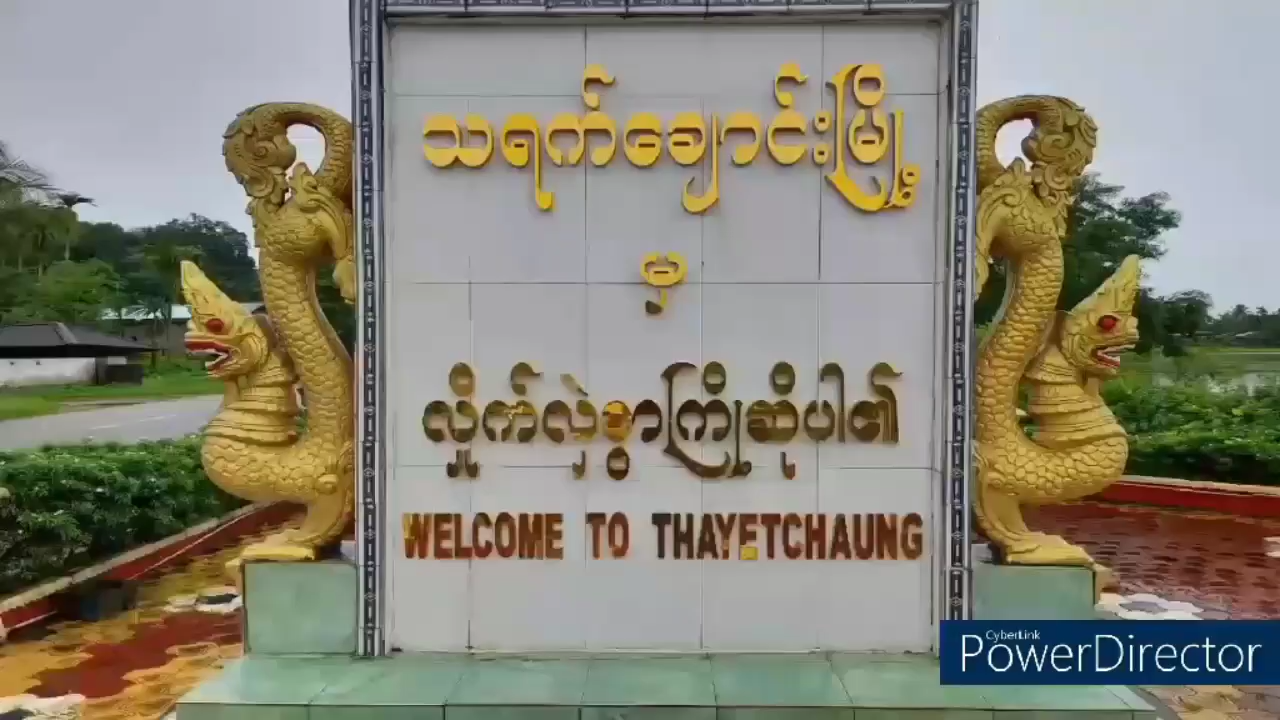 သရက်ချောင်းမြို့
မှ
လှိုက်လှဲစွာကြိုဆိုပါ၏
WELCOME TO THAYETCHAUNG
CyberLink
PowerDirector